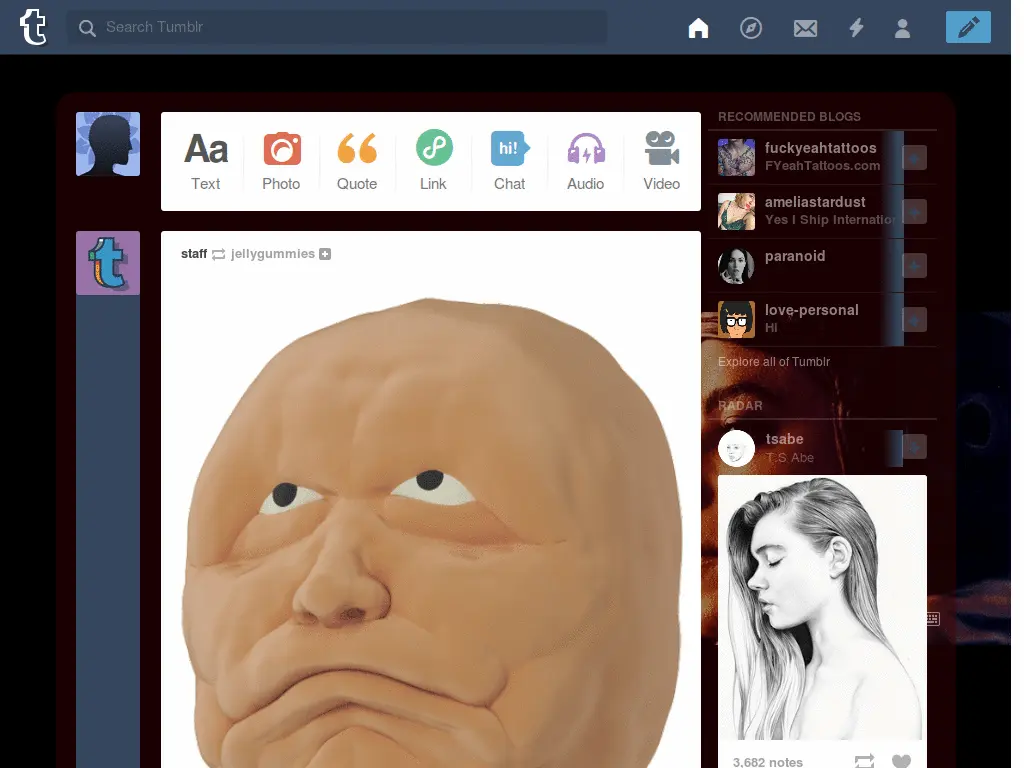 Search Tumblr
Aa
hi!
Text
Photo
Quote
Link
Chat
Audio
Video
staff jellygummies
RECOMMENDED BLOGS
fuckyeahtattoos
FYeahTattoos.com
ameliastardust
Yes I Ship Internation
paranoid
love-personal
HI
Explore all of Tumblr
RADAR
tsabe
T.S Abe
3,682 notes